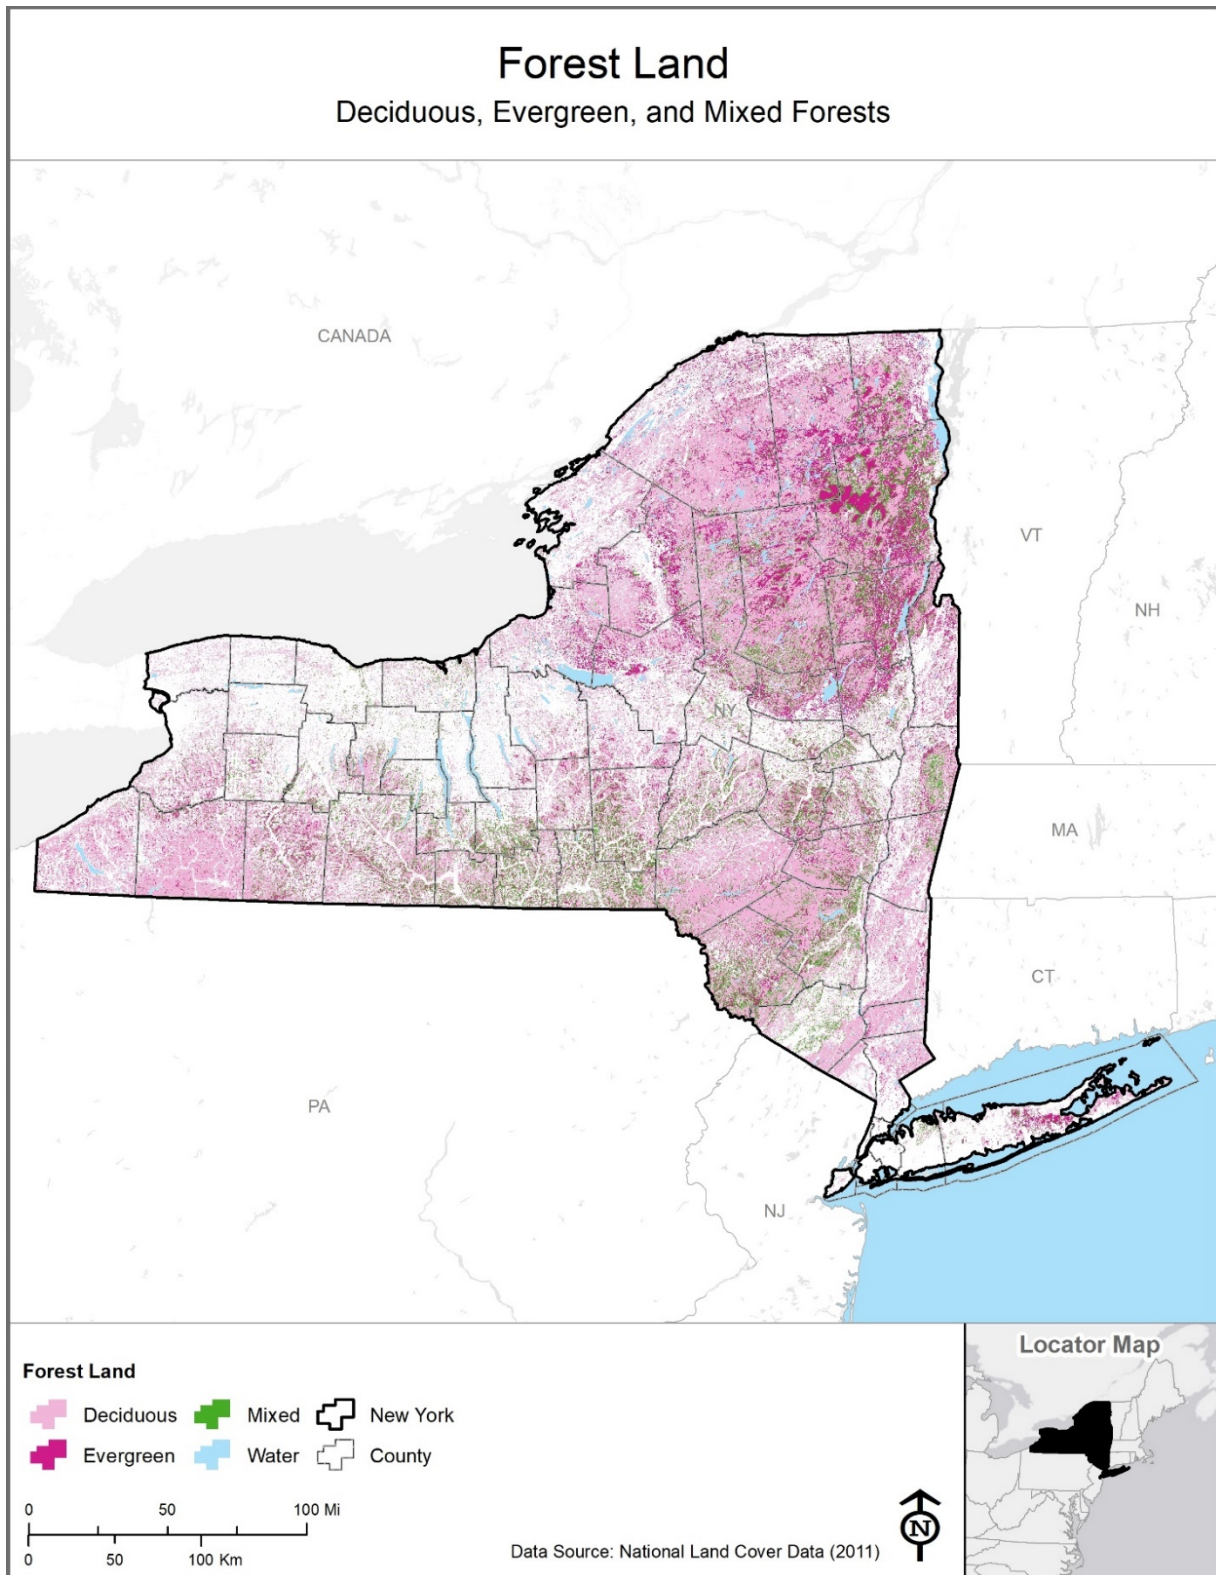 Forest Land
Deciduous, Evergreen, and Mixed Forests
CANADA
VT
NH
NY
MA
CT
PA
NJ
Forest Land
Deciduous
Mixed
New York
Evergreen
Water
County
0 50 100 Mi
0 50 100 Km
Data Source: National Land Cover Data (2011)
N
Locator Map